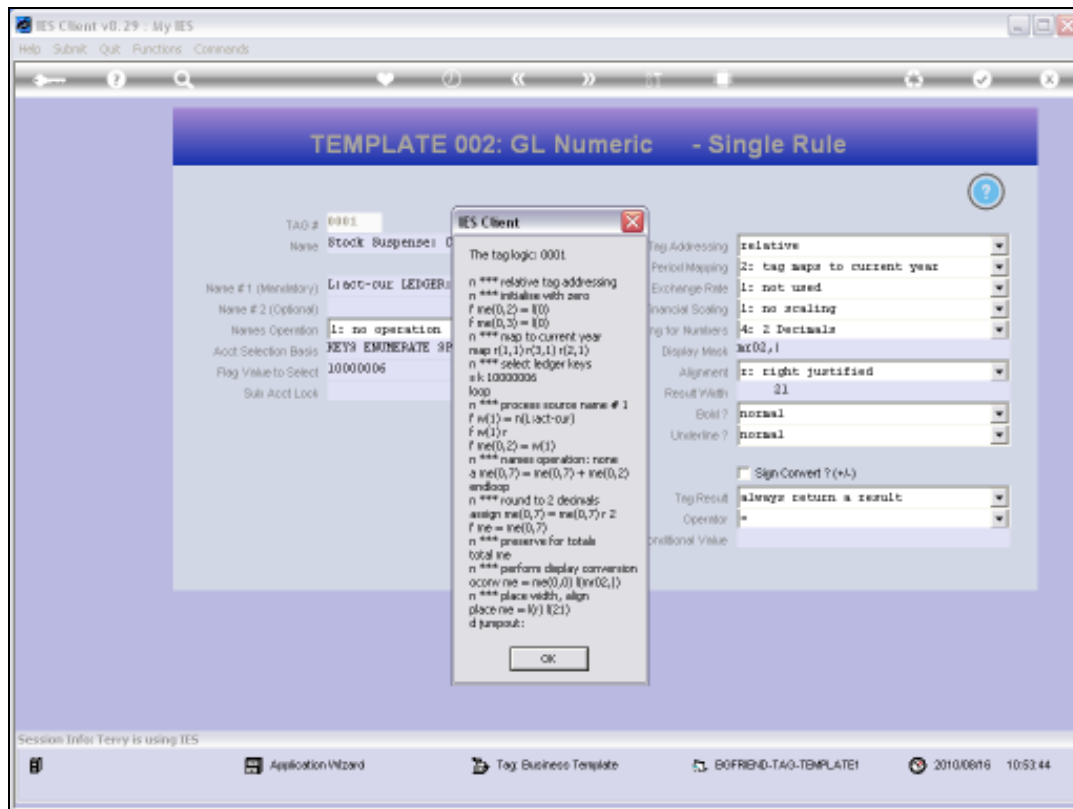 IES Client v8.29 : My IES
Help Submit Quit Functions Commands
TEMPLATE 002: GL Numeric - Single Rule
TAG # 0001
Name Stock Suspense: C
Name # 1 (Mandatory) L:act-cur LEDGER:
Name # 2 (Optional)
Names Operation 1: no operation
Acct Selection Basis KEYS ENUMERATE SP
Flag Value to Select 10000006
Sub Acct Lock
IES Client
The tag logic: 0001
n *** relative tag addressing
n *** initialise with zero
f me(0,2) = l(0)
f me(0,3) = l(0)
n *** map to current year
map r(1,1) r(3,1) r(2,1)
n *** select ledger keys
s k 10000006
loop
n *** process source name # 1
f w(1) = n(L:act-cur)
f w(1) r
f me(0,2) = w(1)
n *** names operation: none
a me(0,7) = me(0,7) + me(0,2)
endloop
n *** round to 2 decimals
assign me(0,7) = me(0,7) r 2
f me = me(0,7)
n *** preserve for totals
total me
n *** perform display conversion
oconv me = me(0,0) l(mr02,|)
n *** place width, align
place me = l(r) l(21)
d jumpout:
OK
Tag Addressing relative
Period Mapping 2: tag maps to current year
Exchange Rate 1: not used
inancial Scaling 1: no scaling
ng for Numbers 4: 2 Decimals
Display Mask mr02,|
Alignment r: right justified
Result Width 21
Bold ? normal
Underline ? normal
Sign Convert ? (+/-)
Tag Result always return a result
Operator =
onditional Value
Session Info: Terry is using IES
Application Wizard Tag: Business Template BGFRIEND-TAG-TEMPLATE1 2010/08/16 10:53:44